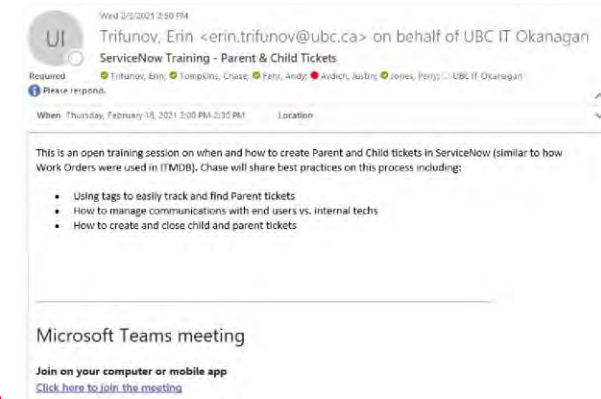 Wed 2/3/2021 2:50 PM
UI
Trifunov, Erin <erin.trifunov@ubc.ca> on behalf of UBC IT Okanagan
ServiceNow Training - Parent & Child Tickets
Required Trifunov, Erin; Tompkins, Chase; Fehr, Andy; Avdich, Justin; Jones, Perry; UBC IT Okanagan
Please respond.
When Thursday, February 18, 2021 2:00 PM-2:30 PM Location
This is an open training session on when and how to create Parent and Child tickets in ServiceNow (similar to how
Work Orders were used in ITMDB). Chase will share best practices on this process including:
• Using tags to easily track and find Parent tickets
• How to manage communications with end users vs. internal techs
• How to create and close child and parent tickets
Microsoft Teams meeting
Join on your computer or mobile app
Click here to join the meeting